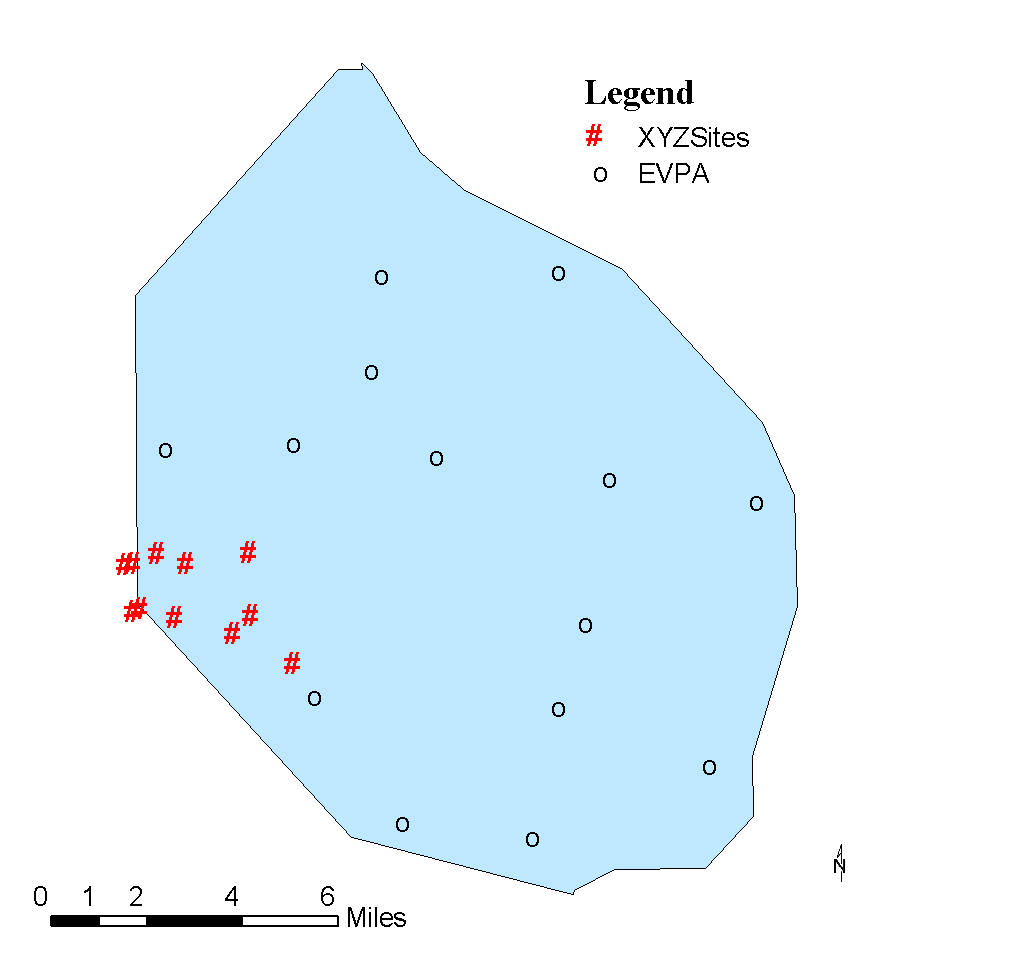 Legend
# XYZSites
o EVPA
N
0 1 2 4 6 Miles